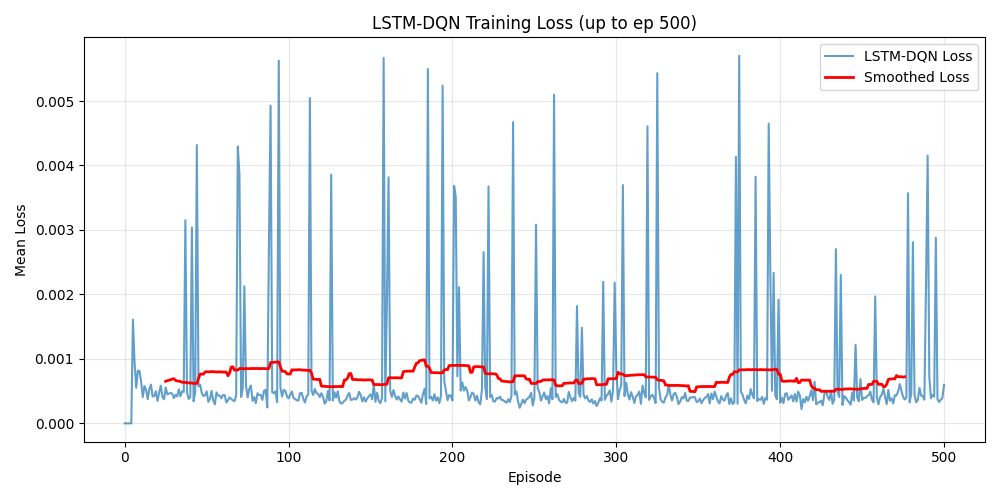 LSTM-DQN Training Loss (up to ep 500)
LSTM-DQN Loss
Smoothed Loss
Mean Loss
0.005
0.004
0.003
0.002
0.001
0.000
0 100 200 300 400 500
Episode